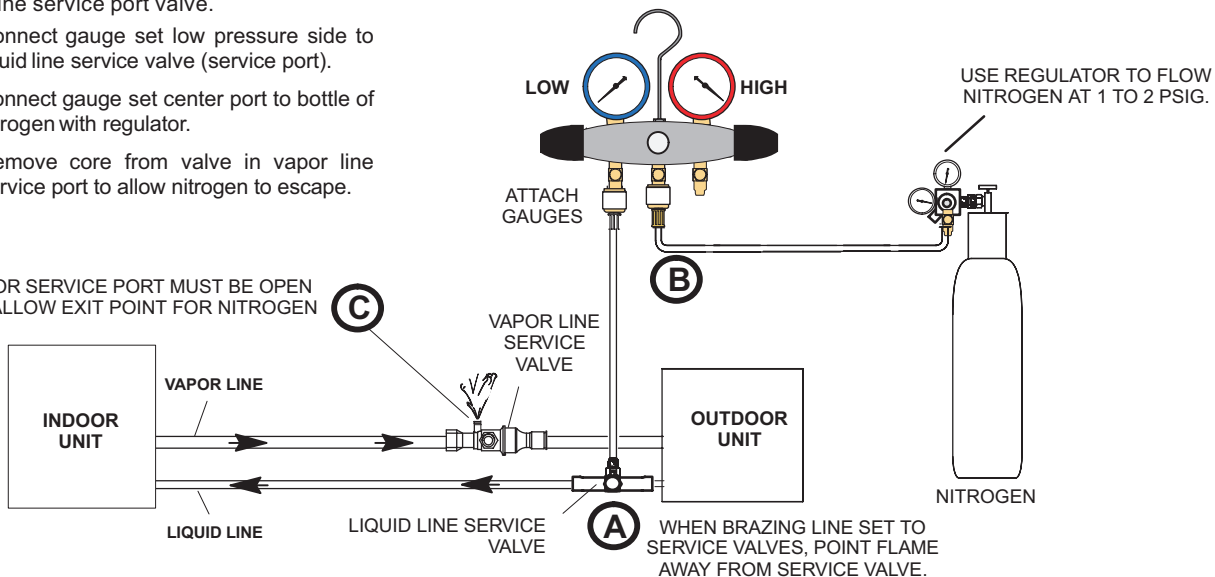 ine service port valve.
onnect gauge set low pressure side to
uid line service valve (service port).
onnect gauge set center port to bottle of
trogen with regulator.
emove core from valve in vapor line
ervice port to allow nitrogen to escape.
LOW
HIGH
USE REGULATOR TO FLOW
NITROGEN AT 1 TO 2 PSIG.
ATTACH
GAUGES
B
OR SERVICE PORT MUST BE OPEN
ALLOW EXIT POINT FOR NITROGEN
C
VAPOR LINE
SERVICE
VALVE
VAPOR LINE
INDOOR
UNIT
OUTDOOR
UNIT
NITROGEN
LIQUID LINE
LIQUID LINE SERVICE
VALVE
A
WHEN BRAZING LINE SET TO
SERVICE VALVES, POINT FLAME
AWAY FROM SERVICE VALVE.